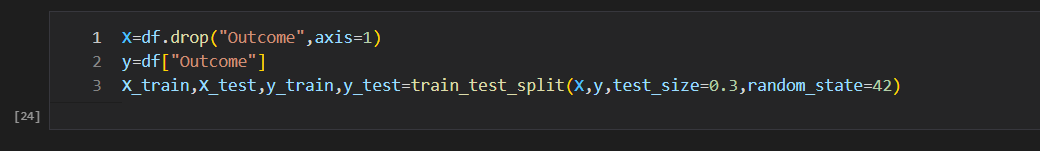 1 X=df.drop("Outcome",axis=1)
2 y=df["Outcome"]
3 X_train,X_test,y_train,y_test=train_test_split(X,y,test_size=0.3,random_state=42)
[24]